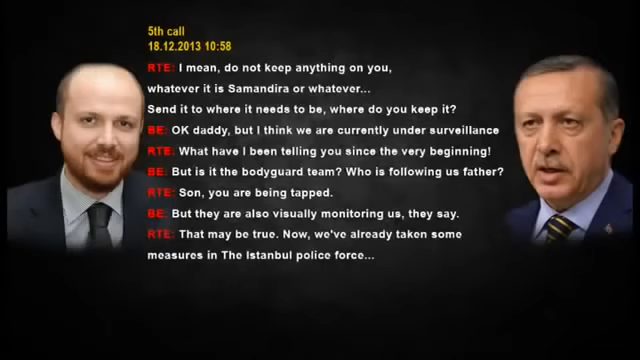 5th call
18.12.2013 10:58
RTE: I mean, do not keep anything on you,
whatever it is Samandira or whatever...
Send it to where it needs to be, where do you keep it?
BE: OK daddy, but I think we are currently under surveillance
RTE: What have I been telling you since the very beginning!
BE: But is it the bodyguard team? Who is following us father?
RTE: Son, you are being tapped.
BE: But they are also visually monitoring us, they say.
RTE: That may be true. Now, we've already taken some
measures in The Istanbul police force...